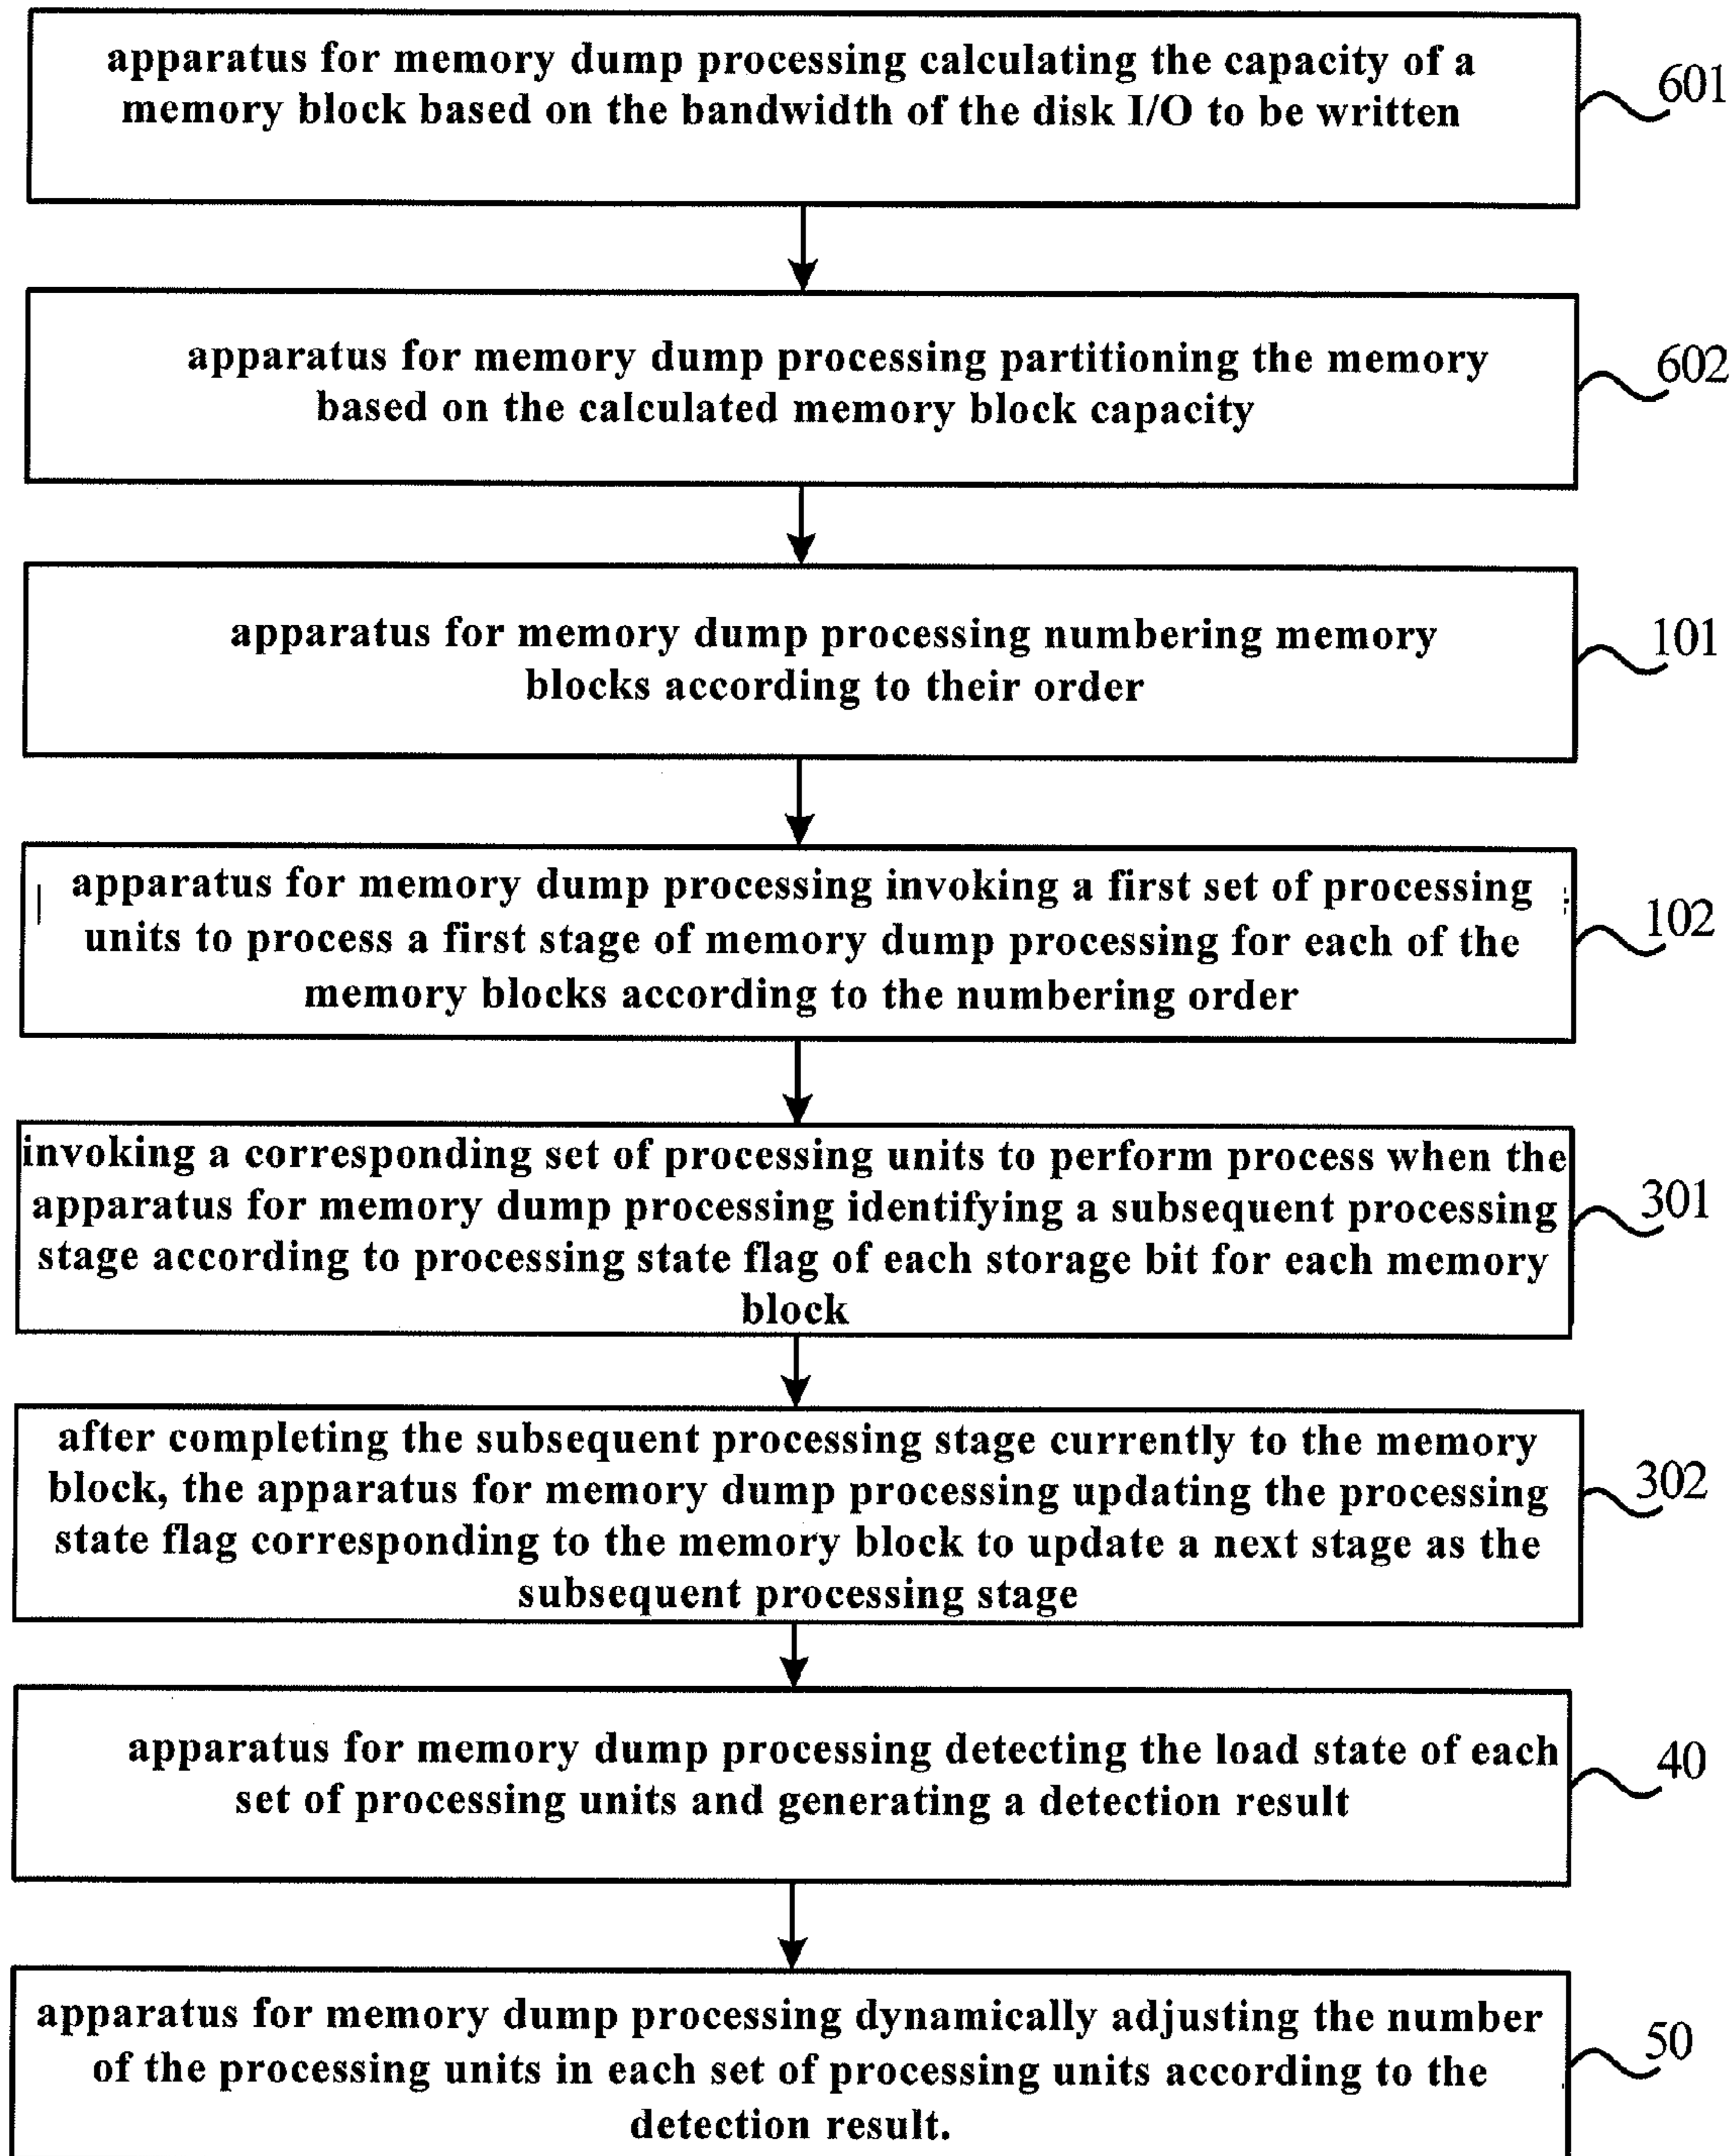 apparatus for memory dump processing calculating the capacity of a
memory block based on the bandwidth of the disk I/O to be written
601
apparatus for memory dump processing partitioning the memory
based on the calculated memory block capacity
602
apparatus for memory dump processing numbering memory
blocks according to their order
101
apparatus for memory dump processing invoking a first set of processing
units to process a first stage of memory dump processing for each of the
memory blocks according to the numbering order
102
invoking a corresponding set of processing units to perform process when the
apparatus for memory dump processing identifying a subsequent processing
stage according to processing state flag of each storage bit for each memory
block
301
after completing the subsequent processing stage currently to the memory
block, the apparatus for memory dump processing updating the processing
state flag corresponding to the memory block to update a next stage as the
subsequent processing stage
302
apparatus for memory dump processing detecting the load state of each
set of processing units and generating a detection result
40
apparatus for memory dump processing dynamically adjusting the number
of the processing units in each set of processing units according to the
detection result.
50